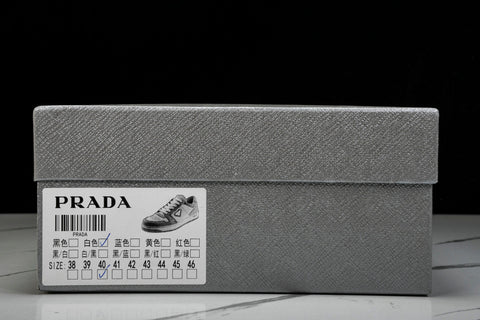 PRADA
PRADA
黑色□ 白色☑ 蓝色□ 黄色□ 红色□
黑/白□ 白/黑□ 黑/蓝□ 黑/红□ 黑/绿□
SIZE: 38 39 40 41 42 43 44 45 46